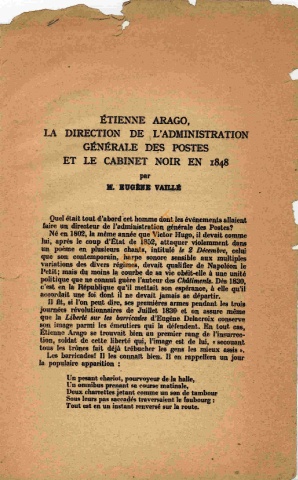 ÉTIENNE ARAGO,
LA DIRECTION DE L'ADMINISTRATION
GÉNÉRALE DES POSTES
ET LE CABINET NOIR EN 1848
par
M. EUGÈNE VAILLÉ
Quel était tout d'abord cet homme dont les événements allaient
faire un directeur de l'administration générale des Postes?
Né en 1802, la même année que Victor Hugo, il devait comme
lui, après le coup d'État de 1852, attaquer violemment dans
un poème en plusieurs chants, intitulé le 2 Décembre, celui
que son contemporain, harpe sonore sensible aux multiples
variations des divers régimes, devait qualifier de Napoléon le
Petit; mais du moins la courbe de sa vie obéit-elle à une unité
politique que ne connut guère l'auteur des Châtiments. Dès 1830,
c'est en la République qu'il mettait son espérance, à elle qu'il
accordait une foi dont il ne devait jamais se départir.
Il fit, si l'on peut dire, ses premières armes pendant les trois
journées révolutionnaires de Juillet 1830 et on assure même
que la Liberté sur les barricades d'Eugène Delacroix conserve
son image parmi les émeutiers qui la défendent. En tout cas,
Étienne Arago se trouvait bien au premier rang de l'insurrec-
tion, soldat de cette liberté qui, l'image est de lui, « secouant
tous les trônes fait déjà trébucher les gens les mieux assis ».
Les barricades! Il les connaît bien. Il en rappellera un jour
la populaire apparition :
Un pesant chariot, pourvoyeur de la halle,
Un omnibus prenant sa course matinale,
Deux charrettes jetant comme un son de tambour
Sous leurs pas saccadés traversaient le faubourg :
Tout est en un instant renversé sur la route.